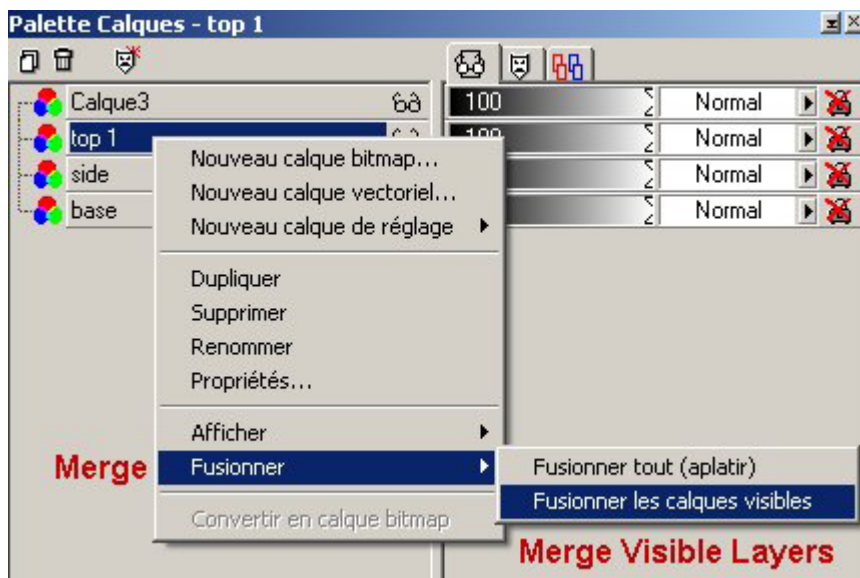 Palette Calques - top 1
Calque3
100
Normal
top 1
100
Normal
side
Normal
base
Normal
Nouveau calque bitmap...
Nouveau calque vectoriel...
Nouveau calque de réglage
Dupliquer
Supprimer
Renommer
Propriétés...
Afficher
Merge
Fusionner
Fusionner tout (aplatir)
Fusionner les calques visibles
Convertir en calque bitmap
Merge Visible Layers